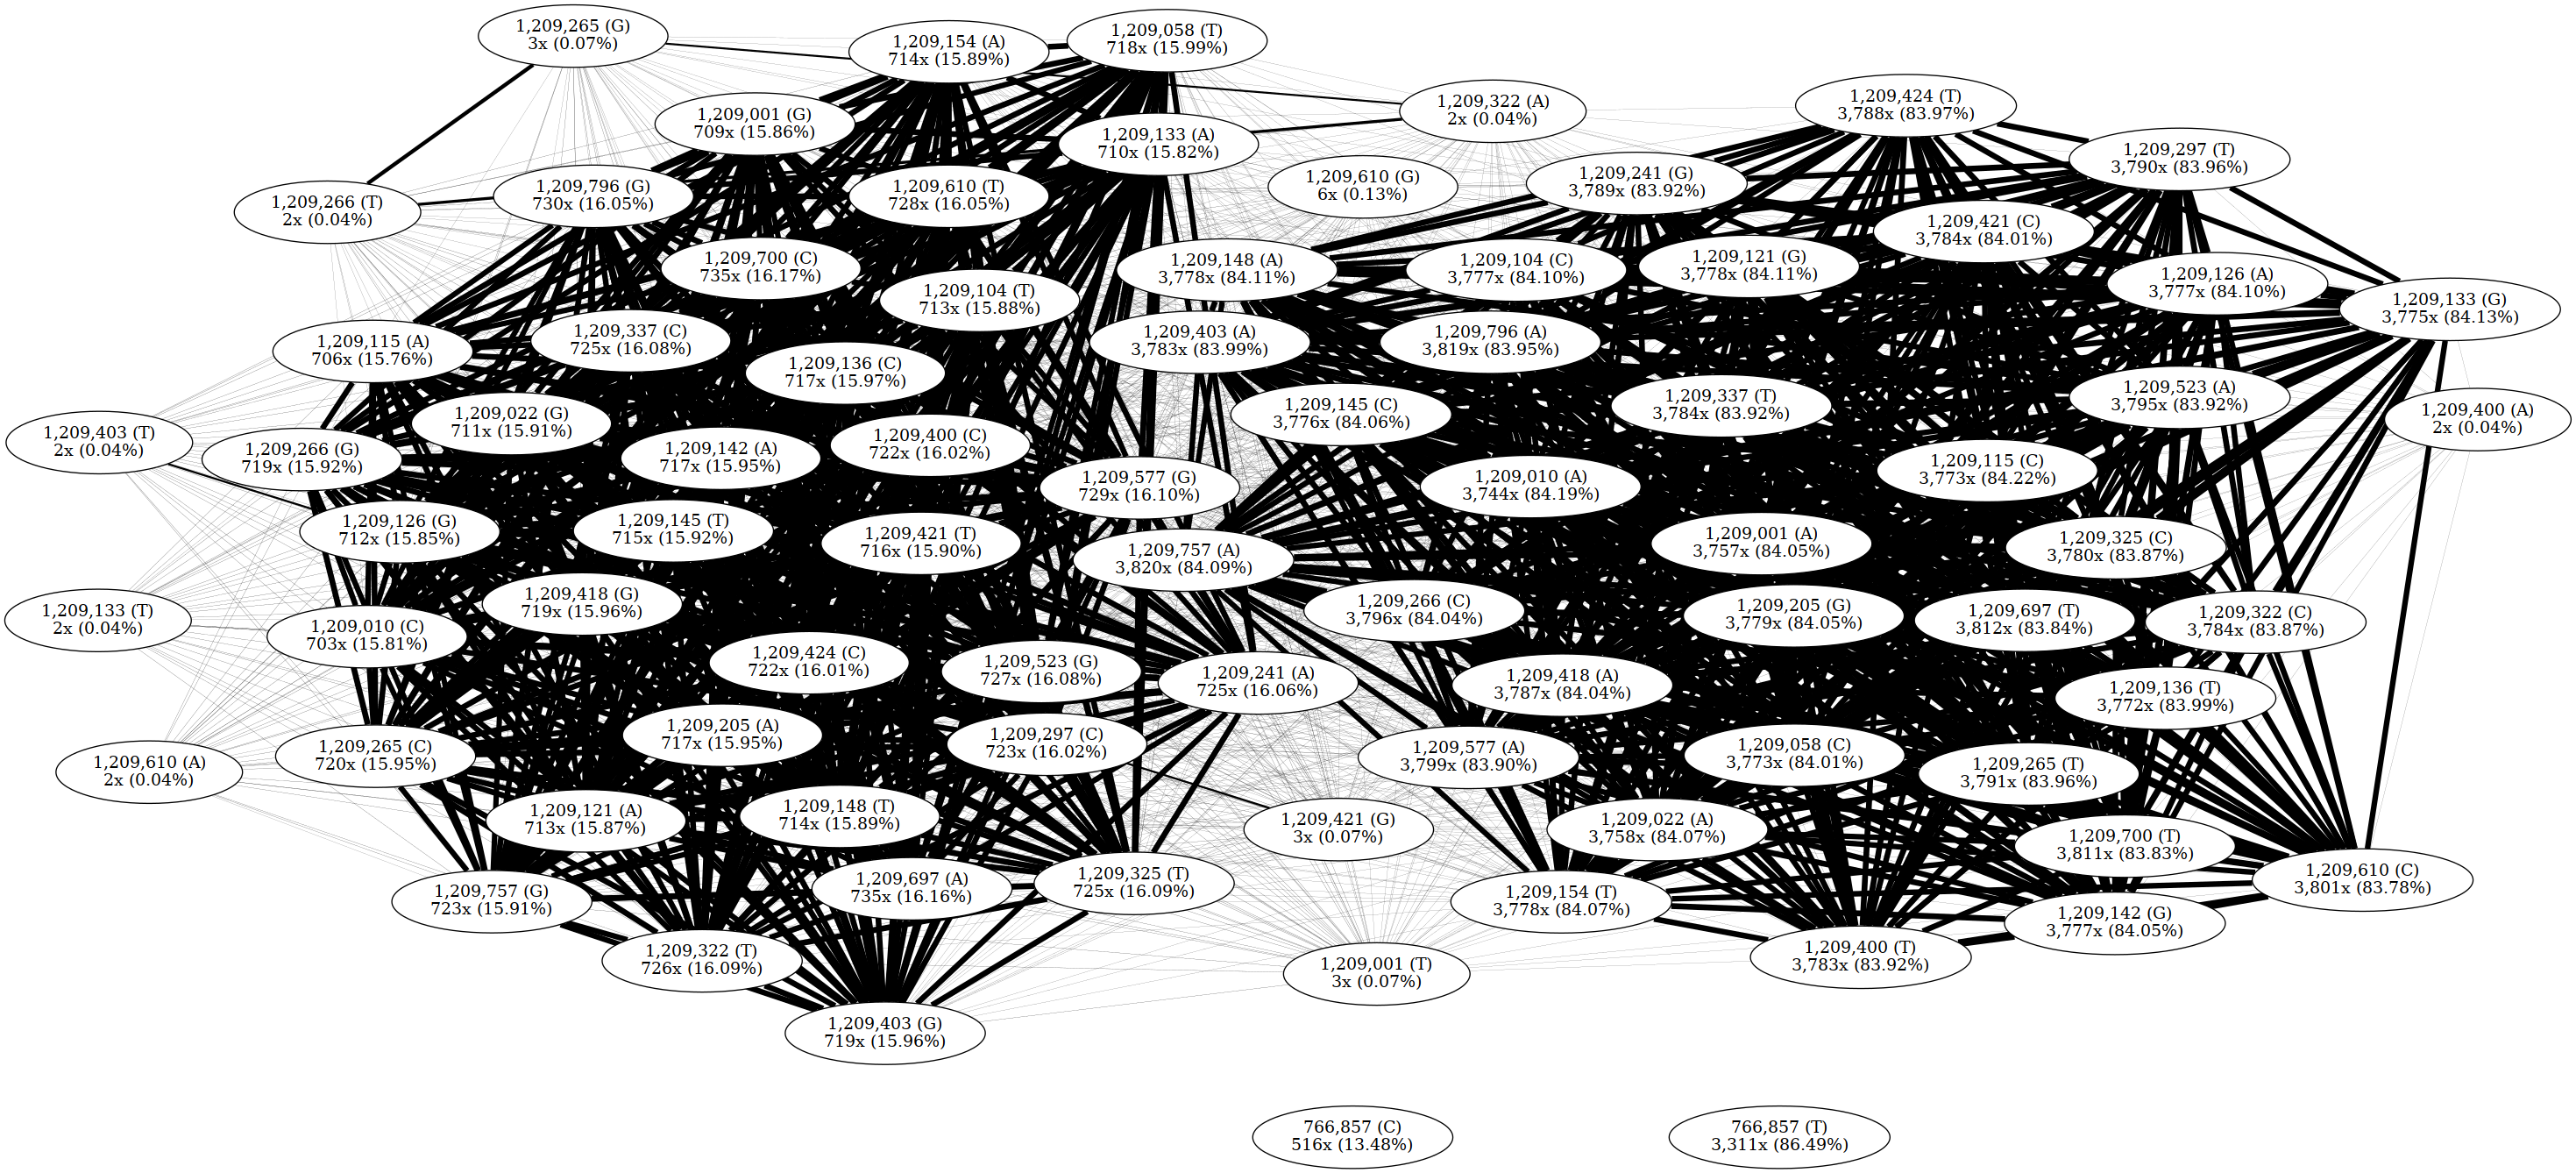 1,209,265 (G)
3x (0.07%)
1,209,154 (A)
714x (15.89%)
1,209,058 (T)
718x (15.99%)
1,209,322 (A)
2x (0.04%)
1,209,424 (T)
3,788x (83.97%)
1,209,001 (G)
709x (15.86%)
1,209,133 (A)
710x (15.82%)
1,209,297 (T)
3,790x (83.96%)
1,209,266 (T)
2x (0.04%)
1,209,796 (G)
730x (16.05%)
1,209,610 (T)
728x (16.05%)
1,209,610 (G)
6x (0.13%)
1,209,241 (G)
3,789x (83.92%)
1,209,421 (C)
3,784x (84.01%)
1,209,700 (C)
735x (16.17%)
1,209,104 (T)
713x (15.88%)
1,209,148 (A)
3,778x (84.11%)
1,209,104 (C)
3,777x (84.10%)
1,209,121 (G)
3,778x (84.11%)
1,209,126 (A)
3,777x (84.10%)
1,209,133 (G)
3,775x (84.13%)
1,209,115 (A)
706x (15.76%)
1,209,337 (C)
725x (16.08%)
1,209,136 (C)
717x (15.97%)
1,209,403 (A)
3,783x (83.99%)
1,209,796 (A)
3,819x (83.95%)
1,209,337 (T)
3,784x (83.92%)
1,209,523 (A)
3,795x (83.92%)
1,209,400 (A)
2x (0.04%)
1,209,403 (T)
2x (0.04%)
1,209,266 (G)
719x (15.92%)
1,209,022 (G)
711x (15.91%)
1,209,142 (A)
717x (15.95%)
1,209,400 (C)
722x (16.02%)
1,209,145 (C)
3,776x (84.06%)
1,209,577 (G)
729x (16.10%)
1,209,010 (A)
3,744x (84.19%)
1,209,115 (C)
3,773x (84.22%)
1,209,126 (G)
712x (15.85%)
1,209,145 (T)
715x (15.92%)
1,209,421 (T)
716x (15.90%)
1,209,757 (A)
3,820x (84.09%)
1,209,001 (A)
3,757x (84.05%)
1,209,325 (C)
3,780x (83.87%)
1,209,133 (T)
2x (0.04%)
1,209,010 (C)
703x (15.81%)
1,209,418 (G)
719x (15.96%)
1,209,266 (C)
3,796x (84.04%)
1,209,205 (G)
3,779x (84.05%)
1,209,697 (T)
3,812x (83.84%)
1,209,322 (C)
3,784x (83.87%)
1,209,424 (C)
722x (16.01%)
1,209,523 (G)
727x (16.08%)
1,209,241 (A)
725x (16.06%)
1,209,418 (A)
3,787x (84.04%)
1,209,136 (T)
3,772x (83.99%)
1,209,610 (A)
2x (0.04%)
1,209,265 (C)
720x (15.95%)
1,209,205 (A)
717x (15.95%)
1,209,297 (C)
723x (16.02%)
1,209,577 (A)
3,799x (83.90%)
1,209,058 (C)
3,773x (84.01%)
1,209,265 (T)
3,791x (83.96%)
1,209,121 (A)
713x (15.87%)
1,209,148 (T)
714x (15.89%)
1,209,421 (G)
3x (0.07%)
1,209,022 (A)
3,758x (84.07%)
1,209,700 (T)
3,811x (83.83%)
1,209,757 (G)
723x (15.91%)
1,209,697 (A)
735x (16.16%)
1,209,325 (T)
725x (16.09%)
1,209,154 (T)
3,778x (84.07%)
1,209,610 (C)
3,801x (83.78%)
1,209,142 (G)
3,777x (84.05%)
1,209,322 (T)
726x (16.09%)
1,209,001 (T)
3x (0.07%)
1,209,400 (T)
3,783x (83.92%)
1,209,403 (G)
719x (15.96%)
766,857 (C)
516x (13.48%)
766,857 (T)
3,311x (86.49%)